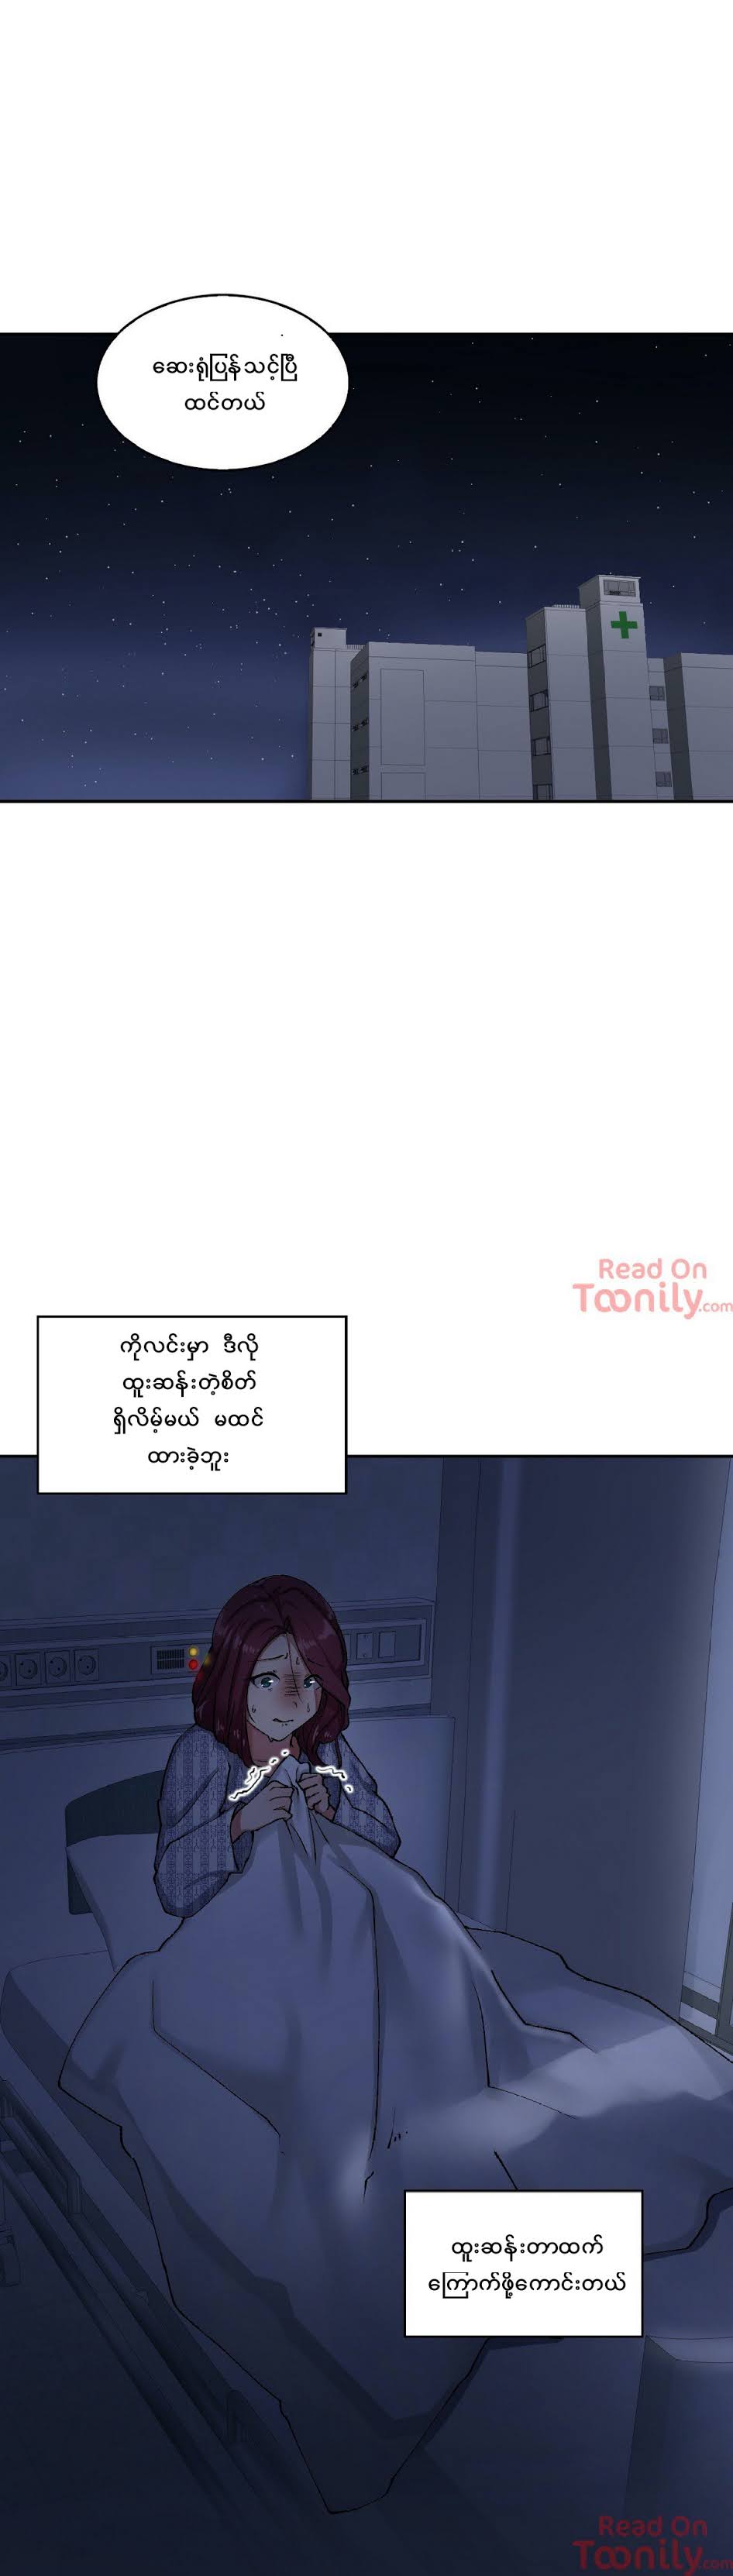 ဆေးရုံပြန်သင့်ပြီ
ထင်တယ်
Read On
Toonily.com
ကိုလင်းမှာ ဒီလို
ထူးဆန်းတဲ့စိတ်
ရှိလိမ့်မယ် မထင်
ထားခဲ့ဘူး
ထူးဆန်းတာထက်
ကြောက်ဖို့ကောင်းတယ်
Read On
Toonily.com